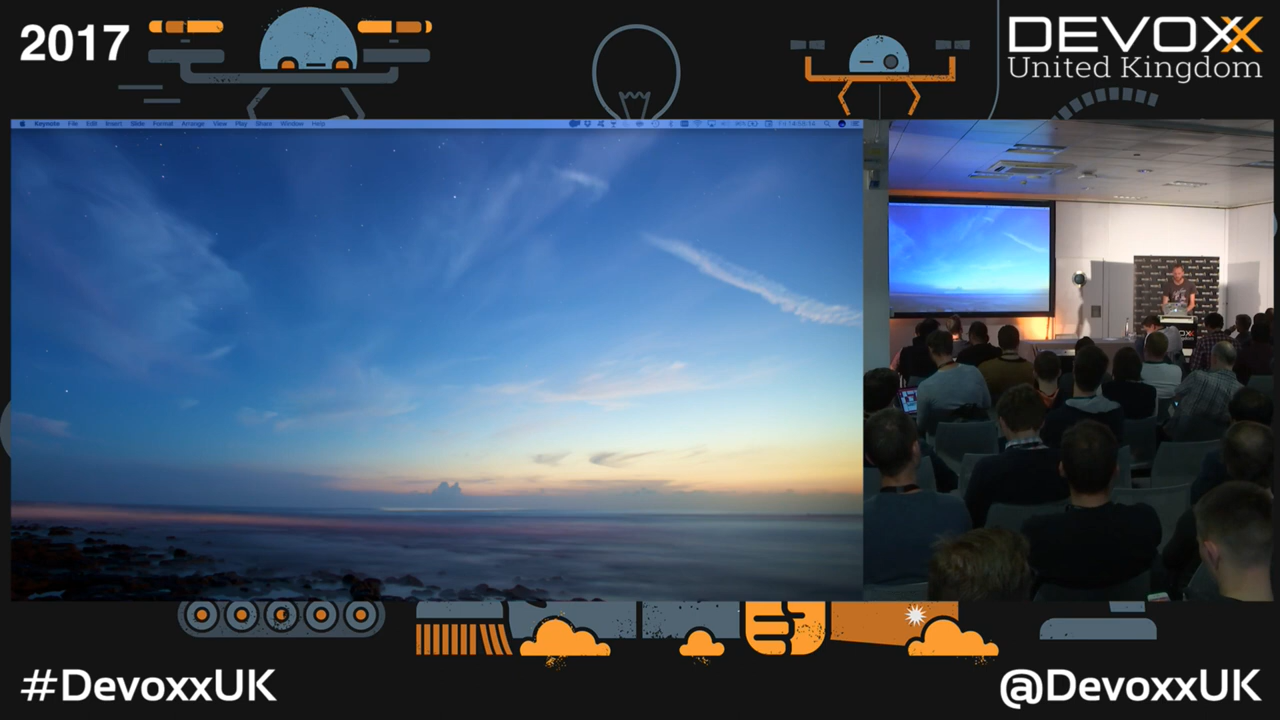 2017
DEVOXX
United Kingdom
Keynote File Edit Insert Slide Format Arrange View Play Share Window Help
#DevoxxUK
@DevoxxUK